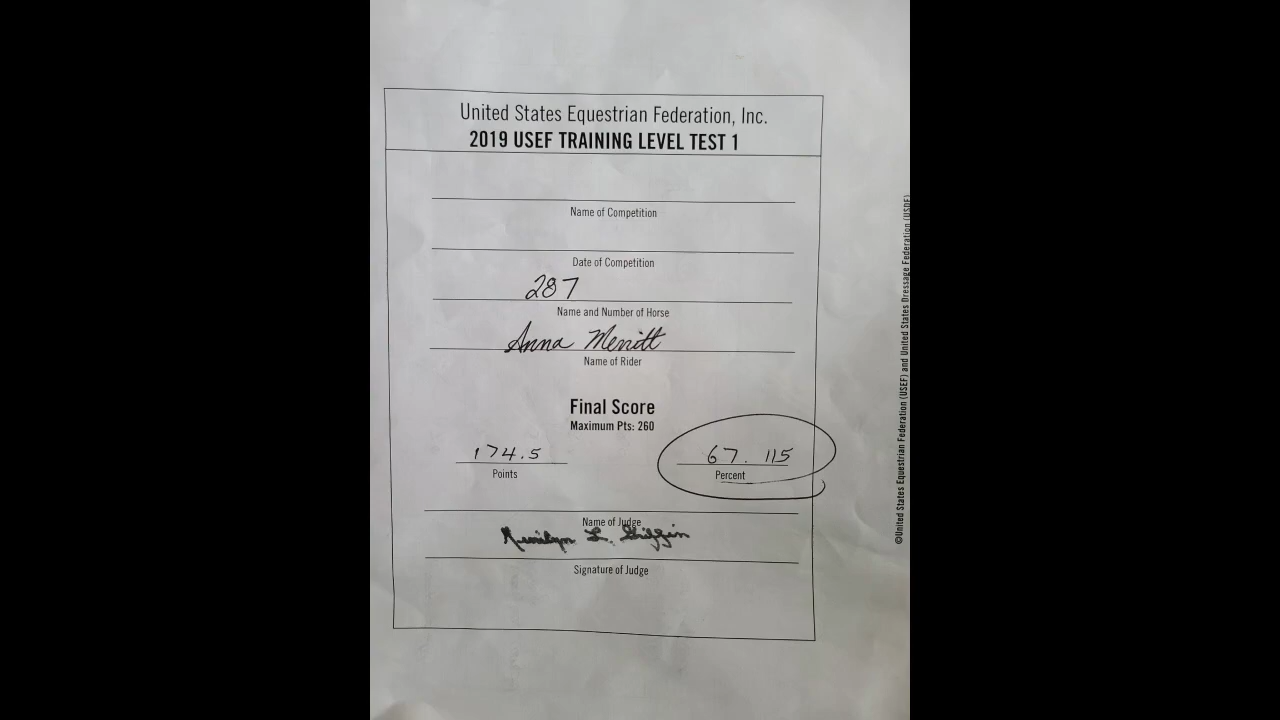 United States Equestrian Federation, Inc.
2019 USEF TRAINING LEVEL TEST 1
Name of Competition
Date of Competition
287
Name and Number of Horse
Anna Merritt
Name of Rider
Final Score
Maximum Pts: 260
174.5 67.115
Points Percent
Name of Judge
L. Griffin
Signature of Judge
©United States Equestrian Federation (USEF) and United States Dressage Federation (USDF)